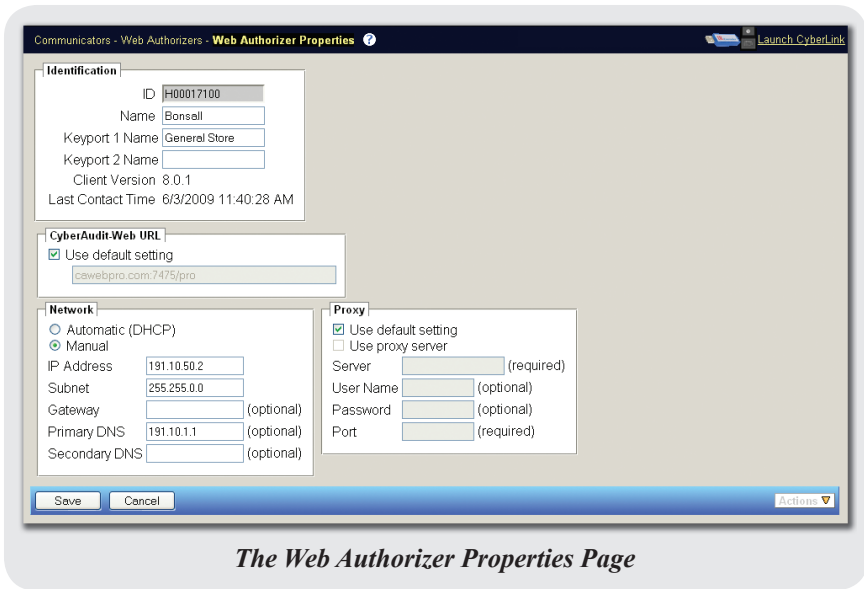 Communicators - Web Authorizers - Web Authorizer Properties ?
Launch CyberLink
Identification
ID H00017100
Name Bonsall
Keyport 1 Name General Store
Keyport 2 Name
Client Version 8.0.1
Last Contact Time 6/3/2009 11:40:28 AM
CyberAudit-Web URL
Use default setting
cawebpro.com:7475/pro
Network
Automatic (DHCP)
Manual
IP Address 191.10.50.2
Subnet 255.255.0.0
Gateway (optional)
Primary DNS 191.10.1.1 (optional)
Secondary DNS (optional)
Proxy
Use default setting
Use proxy server
Server (required)
User Name (optional)
Password (optional)
Port (required)
Save Cancel Actions
The Web Authorizer Properties Page